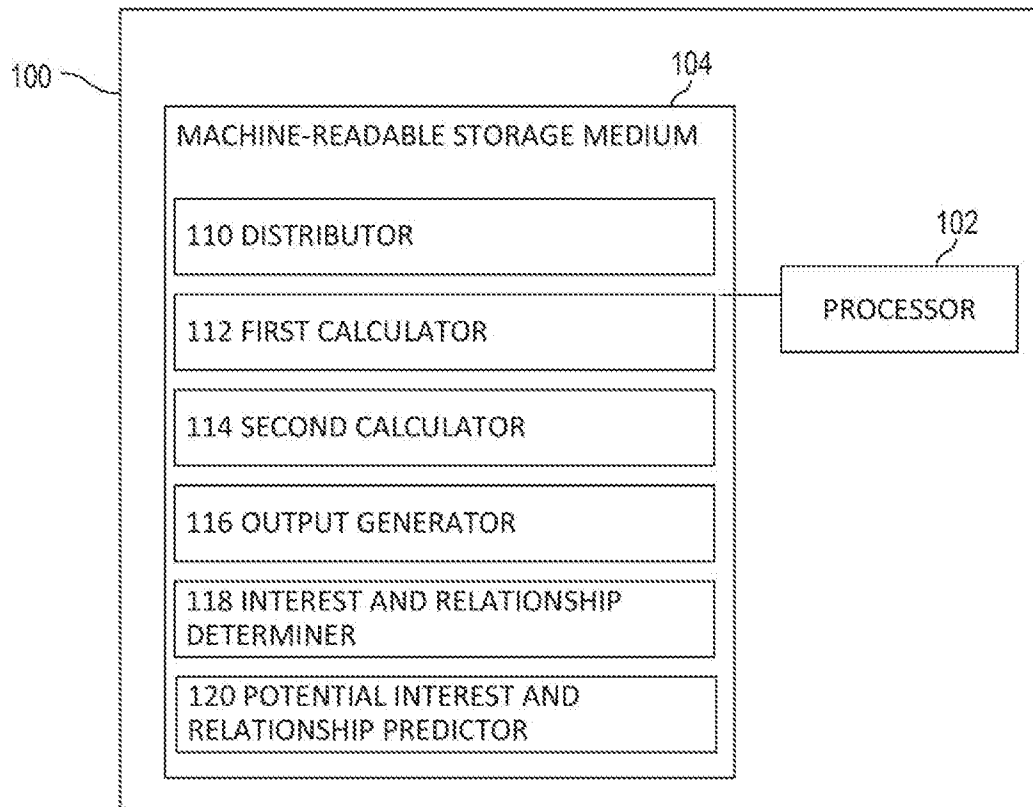 100
104
MACHINE-READABLE STORAGE MEDIUM
110 DISTRIBUTOR
102
112 FIRST CALCULATOR
PROCESSOR
114 SECOND CALCULATOR
116 OUTPUT GENERATOR
118 INTEREST AND RELATIONSHIP
DETERMINER
120 POTENTIAL INTEREST AND
RELATIONSHIP PREDICTOR